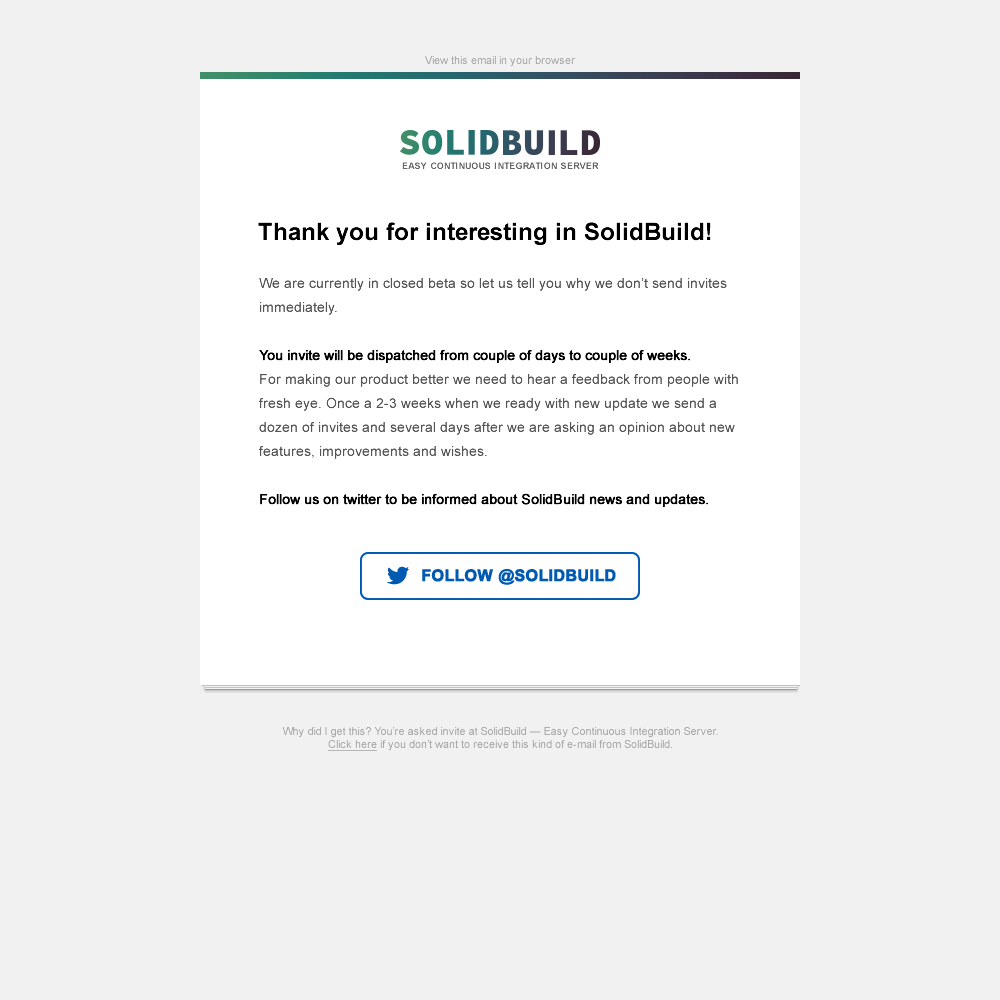 View this email in your browser
SOLIDBUILD
EASY CONTINUOUS INTEGRATION SERVER
Thank you for interesting in SolidBuild!
We are currently in closed beta so let us tell you why we don’t send invites
immediately.
You invite will be dispatched from couple of days to couple of weeks.
For making our product better we need to hear a feedback from people with
fresh eye. Once a 2-3 weeks when we ready with new update we send a
dozen of invites and several days after we are asking an opinion about new
features, improvements and wishes.
Follow us on twitter to be informed about SolidBuild news and updates.
FOLLOW @SOLIDBUILD
Why did I get this? You’re asked invite at SolidBuild — Easy Continuous Integration Server.
Click here if you don’t want to receive this kind of e-mail from SolidBuild.